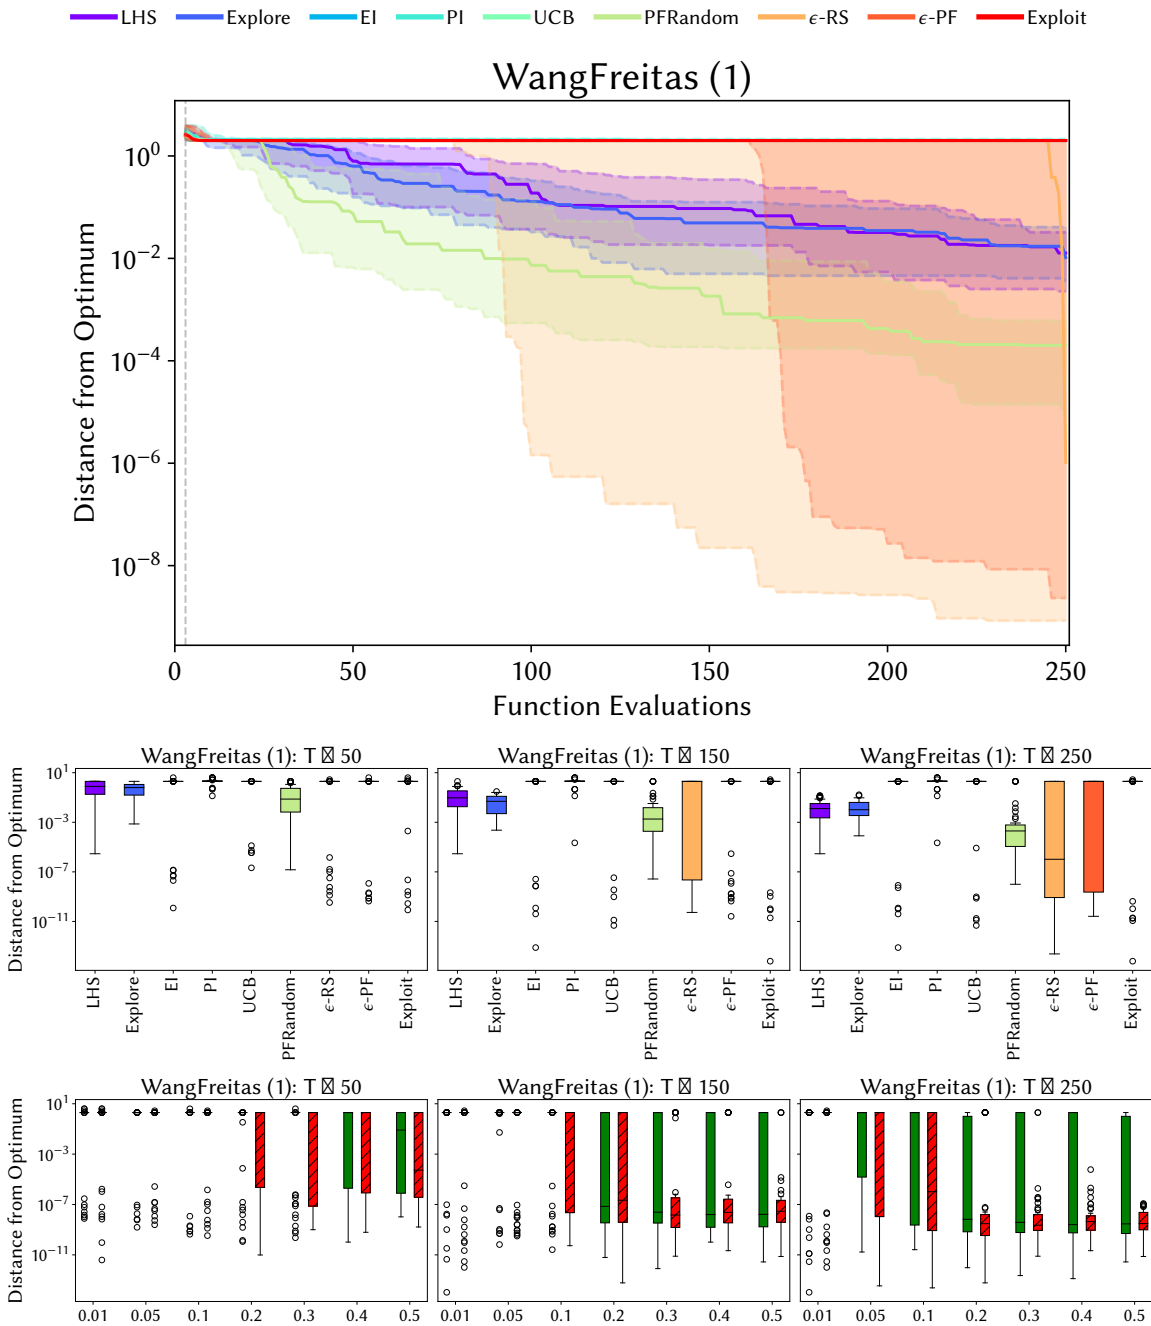 LHS Explore EI PI UCB PFRandom ϵ-RS ϵ-PF Exploit
WangFreitas (1)
Distance from Optimum
10⁰
10⁻²
10⁻⁴
10⁻⁶
10⁻⁸
0 50 100 150 200 250
Function Evaluations
WangFreitas (1): T 50
WangFreitas (1): T 150
WangFreitas (1): T 250
Distance from Optimum
10¹
10⁻³
10⁻⁷
10⁻¹¹
LHS Explore EI PI UCB PFRandom ϵ-RS ϵ-PF Exploit
LHS Explore EI PI UCB PFRandom ϵ-RS ϵ-PF Exploit
LHS Explore EI PI UCB PFRandom ϵ-RS ϵ-PF Exploit
WangFreitas (1): T 50
WangFreitas (1): T 150
WangFreitas (1): T 250
Distance from Optimum
10¹
10⁻³
10⁻⁷
10⁻¹¹
0.01 0.05 0.1 0.2 0.3 0.4 0.5
0.01 0.05 0.1 0.2 0.3 0.4 0.5
0.01 0.05 0.1 0.2 0.3 0.4 0.5